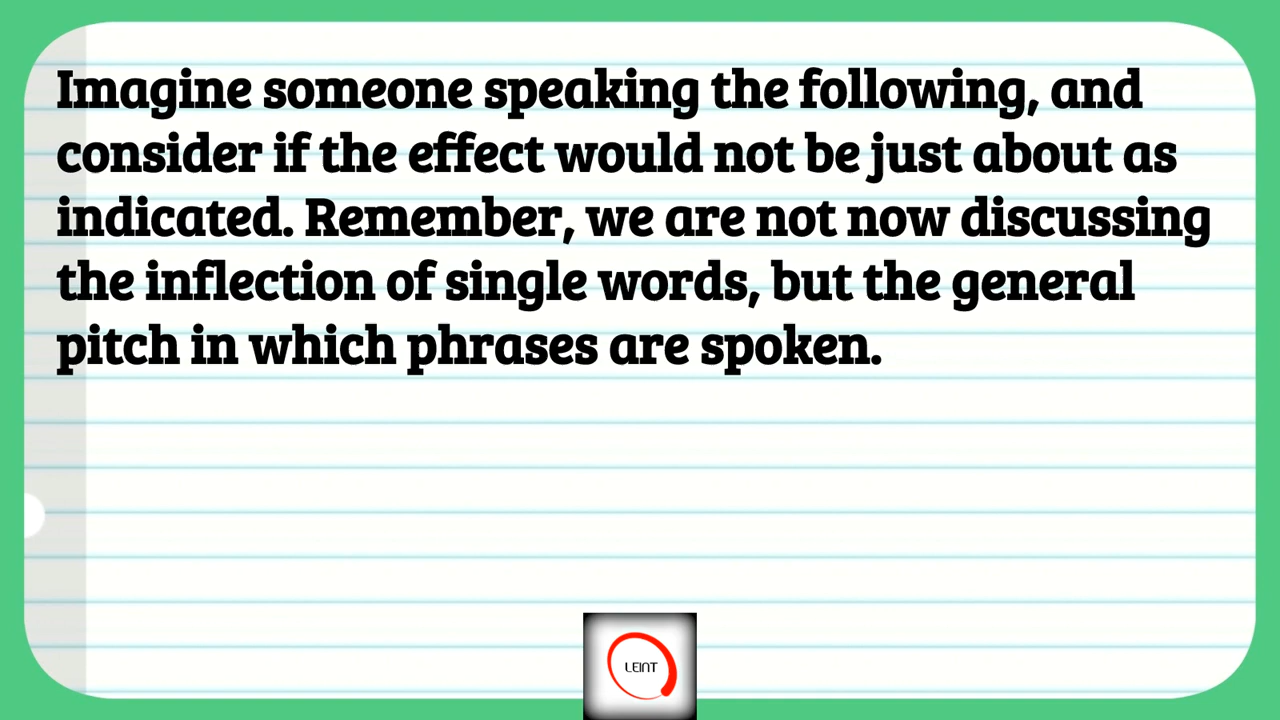 Imagine someone speaking the following, and
consider if the effect would not be just about as
indicated. Remember, we are not now discussing
the inflection of single words, but the general
pitch in which phrases are spoken.
LEINT